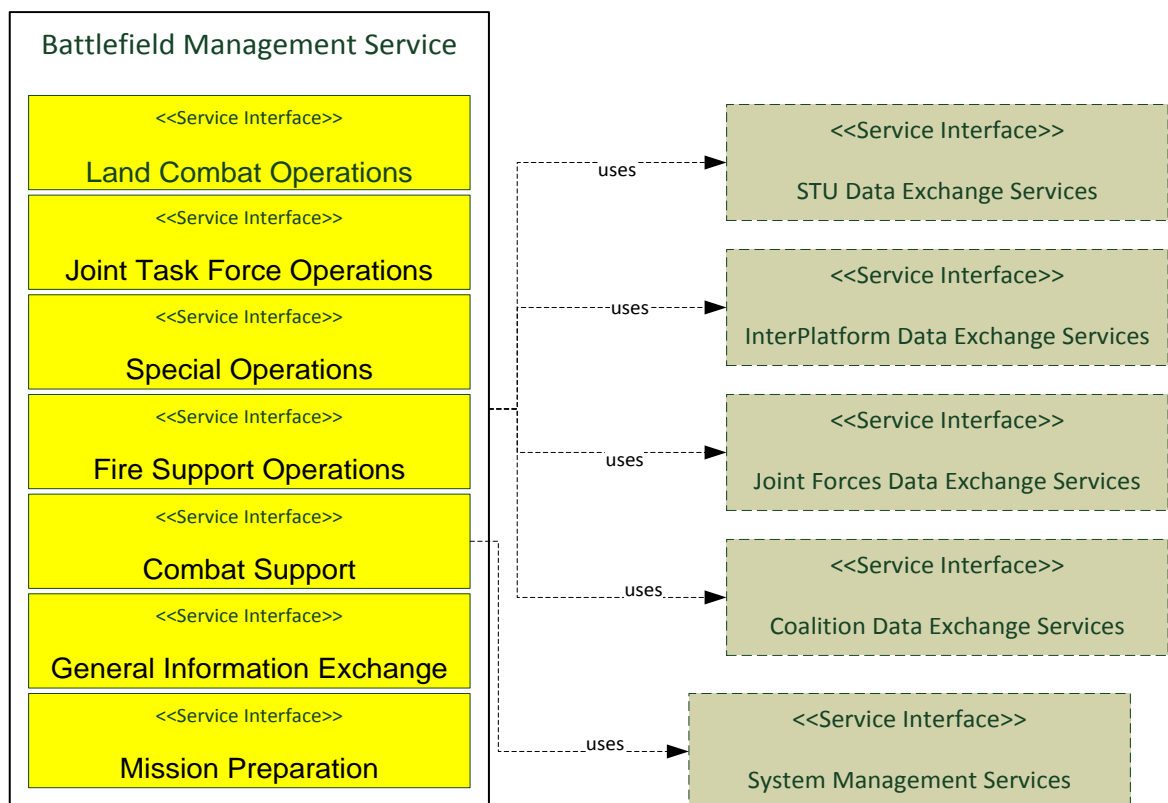 Battlefield Management Service
<<Service Interface>>
Land Combat Operations
<<Service Interface>>
Joint Task Force Operations
<<Service Interface>>
Special Operations
<<Service Interface>>
Fire Support Operations
<<Service Interface>>
Combat Support
<<Service Interface>>
General Information Exchange
<<Service Interface>>
Mission Preparation
uses
uses
uses
uses
uses
<<Service Interface>>
STU Data Exchange Services
<<Service Interface>>
InterPlatform Data Exchange Services
<<Service Interface>>
Joint Forces Data Exchange Services
<<Service Interface>>
Coalition Data Exchange Services
<<Service Interface>>
System Management Services